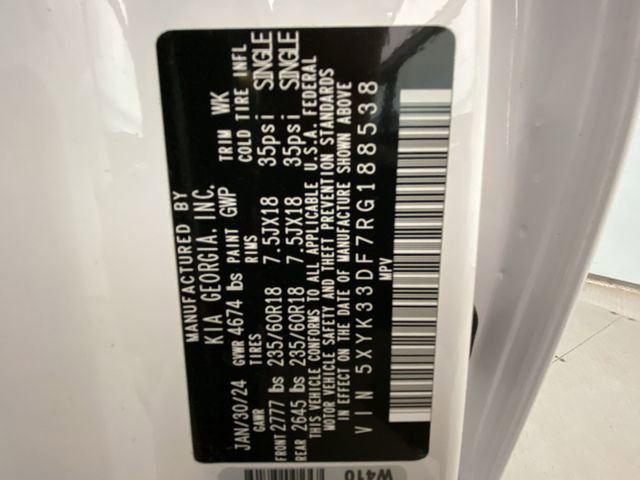 MANUFACTURED BY
KIA GEORGIA, INC.
JAN/30/24 GVWR 4674 lbs PAINT GWP TRIM WK
GAWR TIRES RIMS COLD TIRE INFL
FRONT 2777 lbs 235/60R18 7.5JX18 35psi SINGLE
REAR 2645 lbs 235/60R18 7.5JX18 35psi SINGLE
THIS VEHICLE CONFORMS TO ALL APPLICABLE U.S.A. FEDERAL
MOTOR VEHICLE SAFETY AND THEFT PREVENTION STANDARDS
IN EFFECT ON THE DATE OF MANUFACTURE SHOWN ABOVE
VIN 5XYK33DF7RG188538
MPV
W410